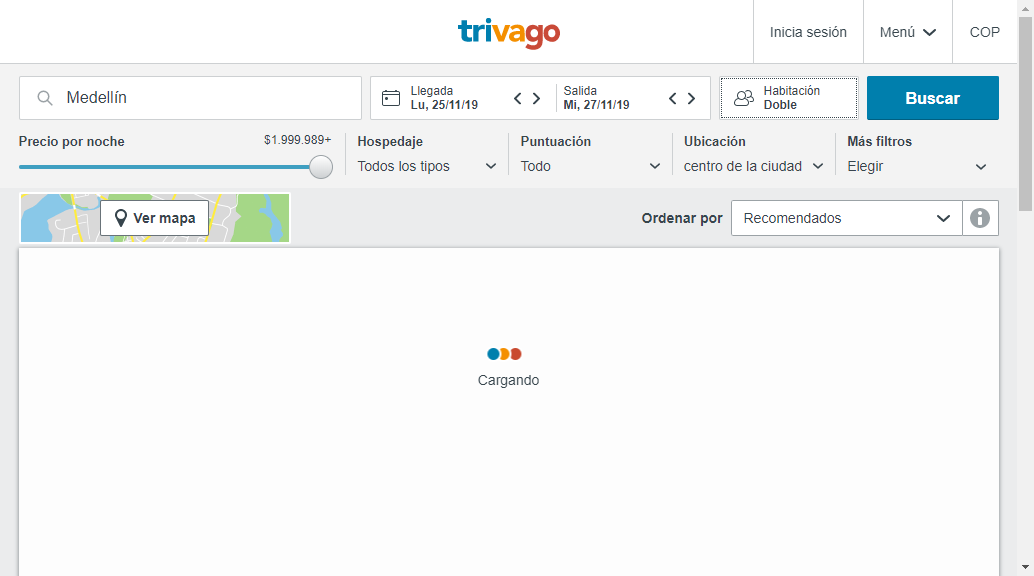 trivago
Inicia sesión
Menú
COP
Medellín
Llegada
Lu, 25/11/19
Salida
Mi, 27/11/19
Habitación
Doble
Buscar
Precio por noche
$1.999.989+
Hospedaje
Todos los tipos
Puntuación
Todo
Ubicación
centro de la ciudad
Más filtros
Elegir
Ver mapa
Ordenar por
Recomendados
Cargando